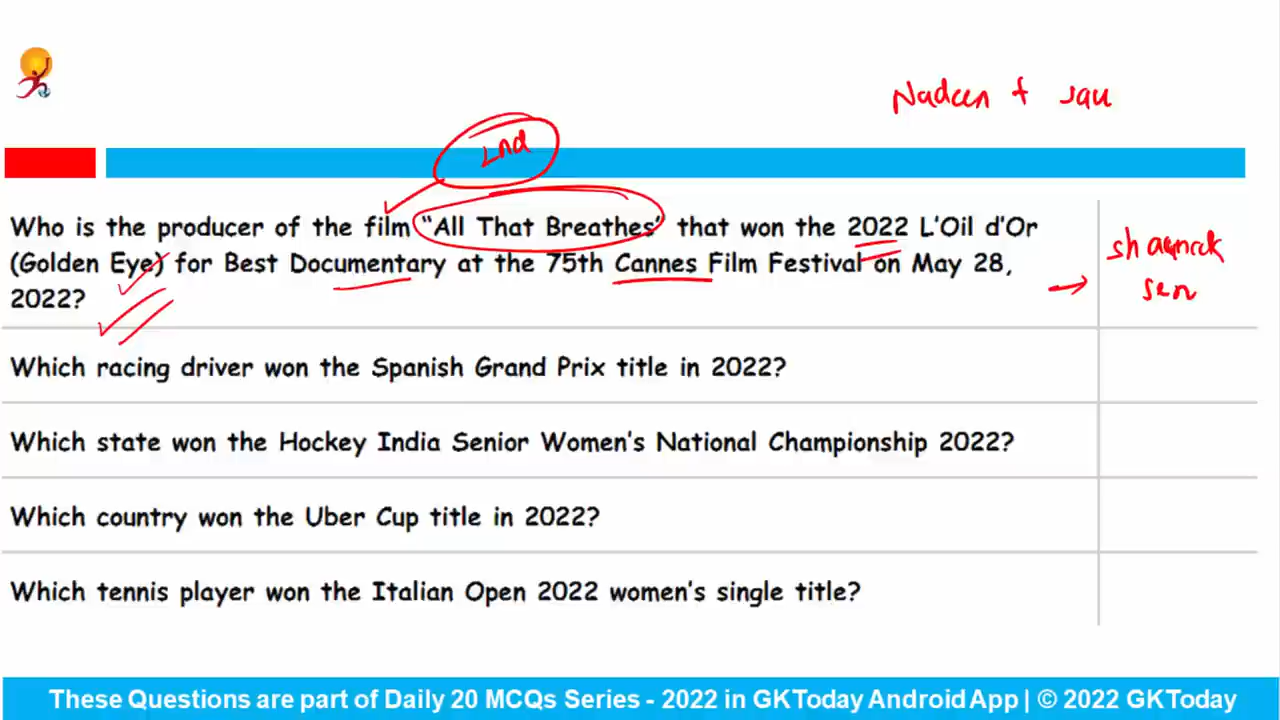 Nadeem + Sau
2nd
Who is the producer of the film “All That Breathes” that won the 2022 L’Oil d’Or
(Golden Eye) for Best Documentary at the 75th Cannes Film Festival on May 28,
2022?
Shaunak
Sen
Which racing driver won the Spanish Grand Prix title in 2022?
Which state won the Hockey India Senior Women’s National Championship 2022?
Which country won the Uber Cup title in 2022?
Which tennis player won the Italian Open 2022 women’s single title?
These Questions are part of Daily 20 MCQs Series - 2022 in GKToday Android App | © 2022 GKToday